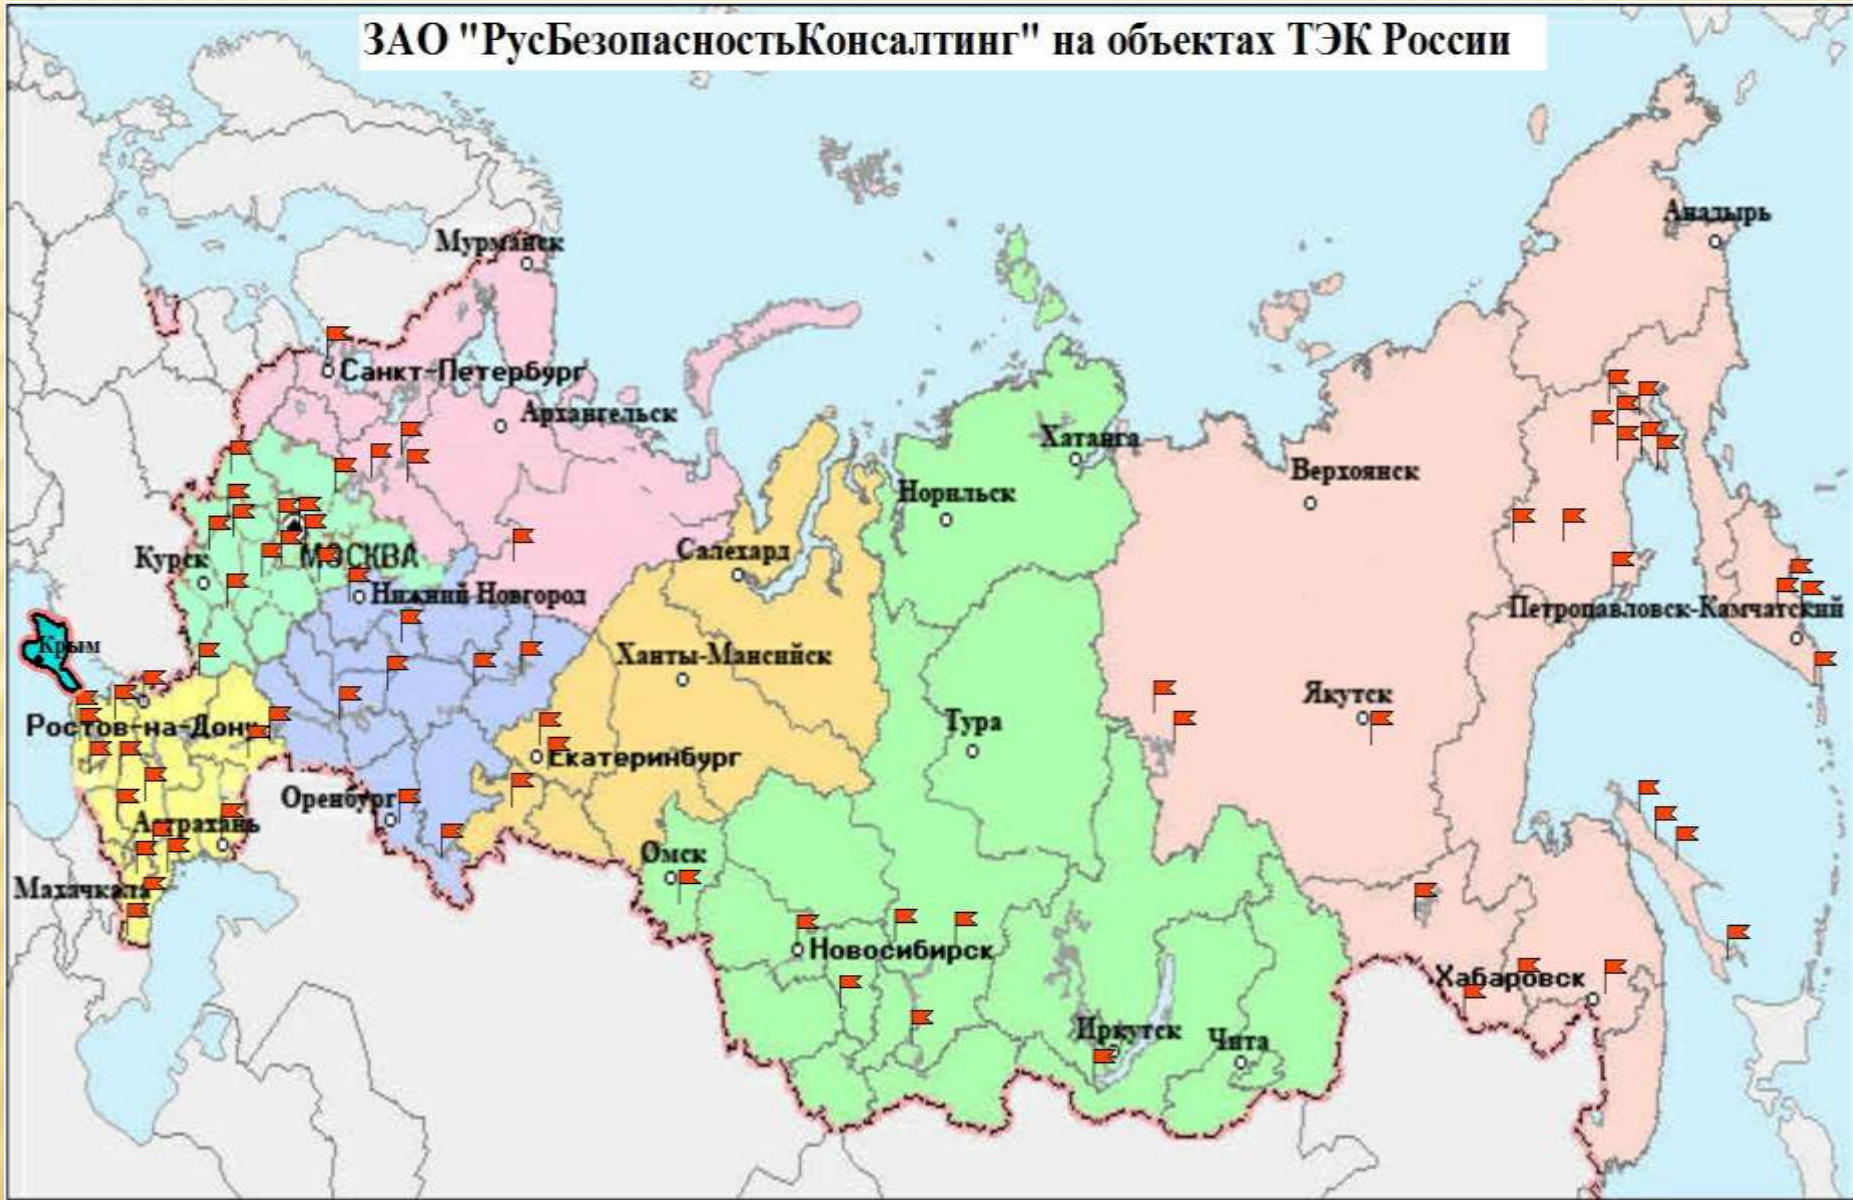 ЗАО "РусБезопасностьКонсалтинг" на объектах ТЭК России
Анадырь
Мурманск
Санкт-Петербург
Архангельск
Хатанга
Верхоянск
Норильск
Салехард
Курск
МОСКВА
Нижний Новгород
Петропавловск-Камчатский
Крым
Ханты-Мансийск
Якутск
Ростов-на-Дону
Тура
Екатеринбург
Оренбург
Астрахань
Омск
Махачкала
Новосибирск
Хабаровск
Иркутск
Чита